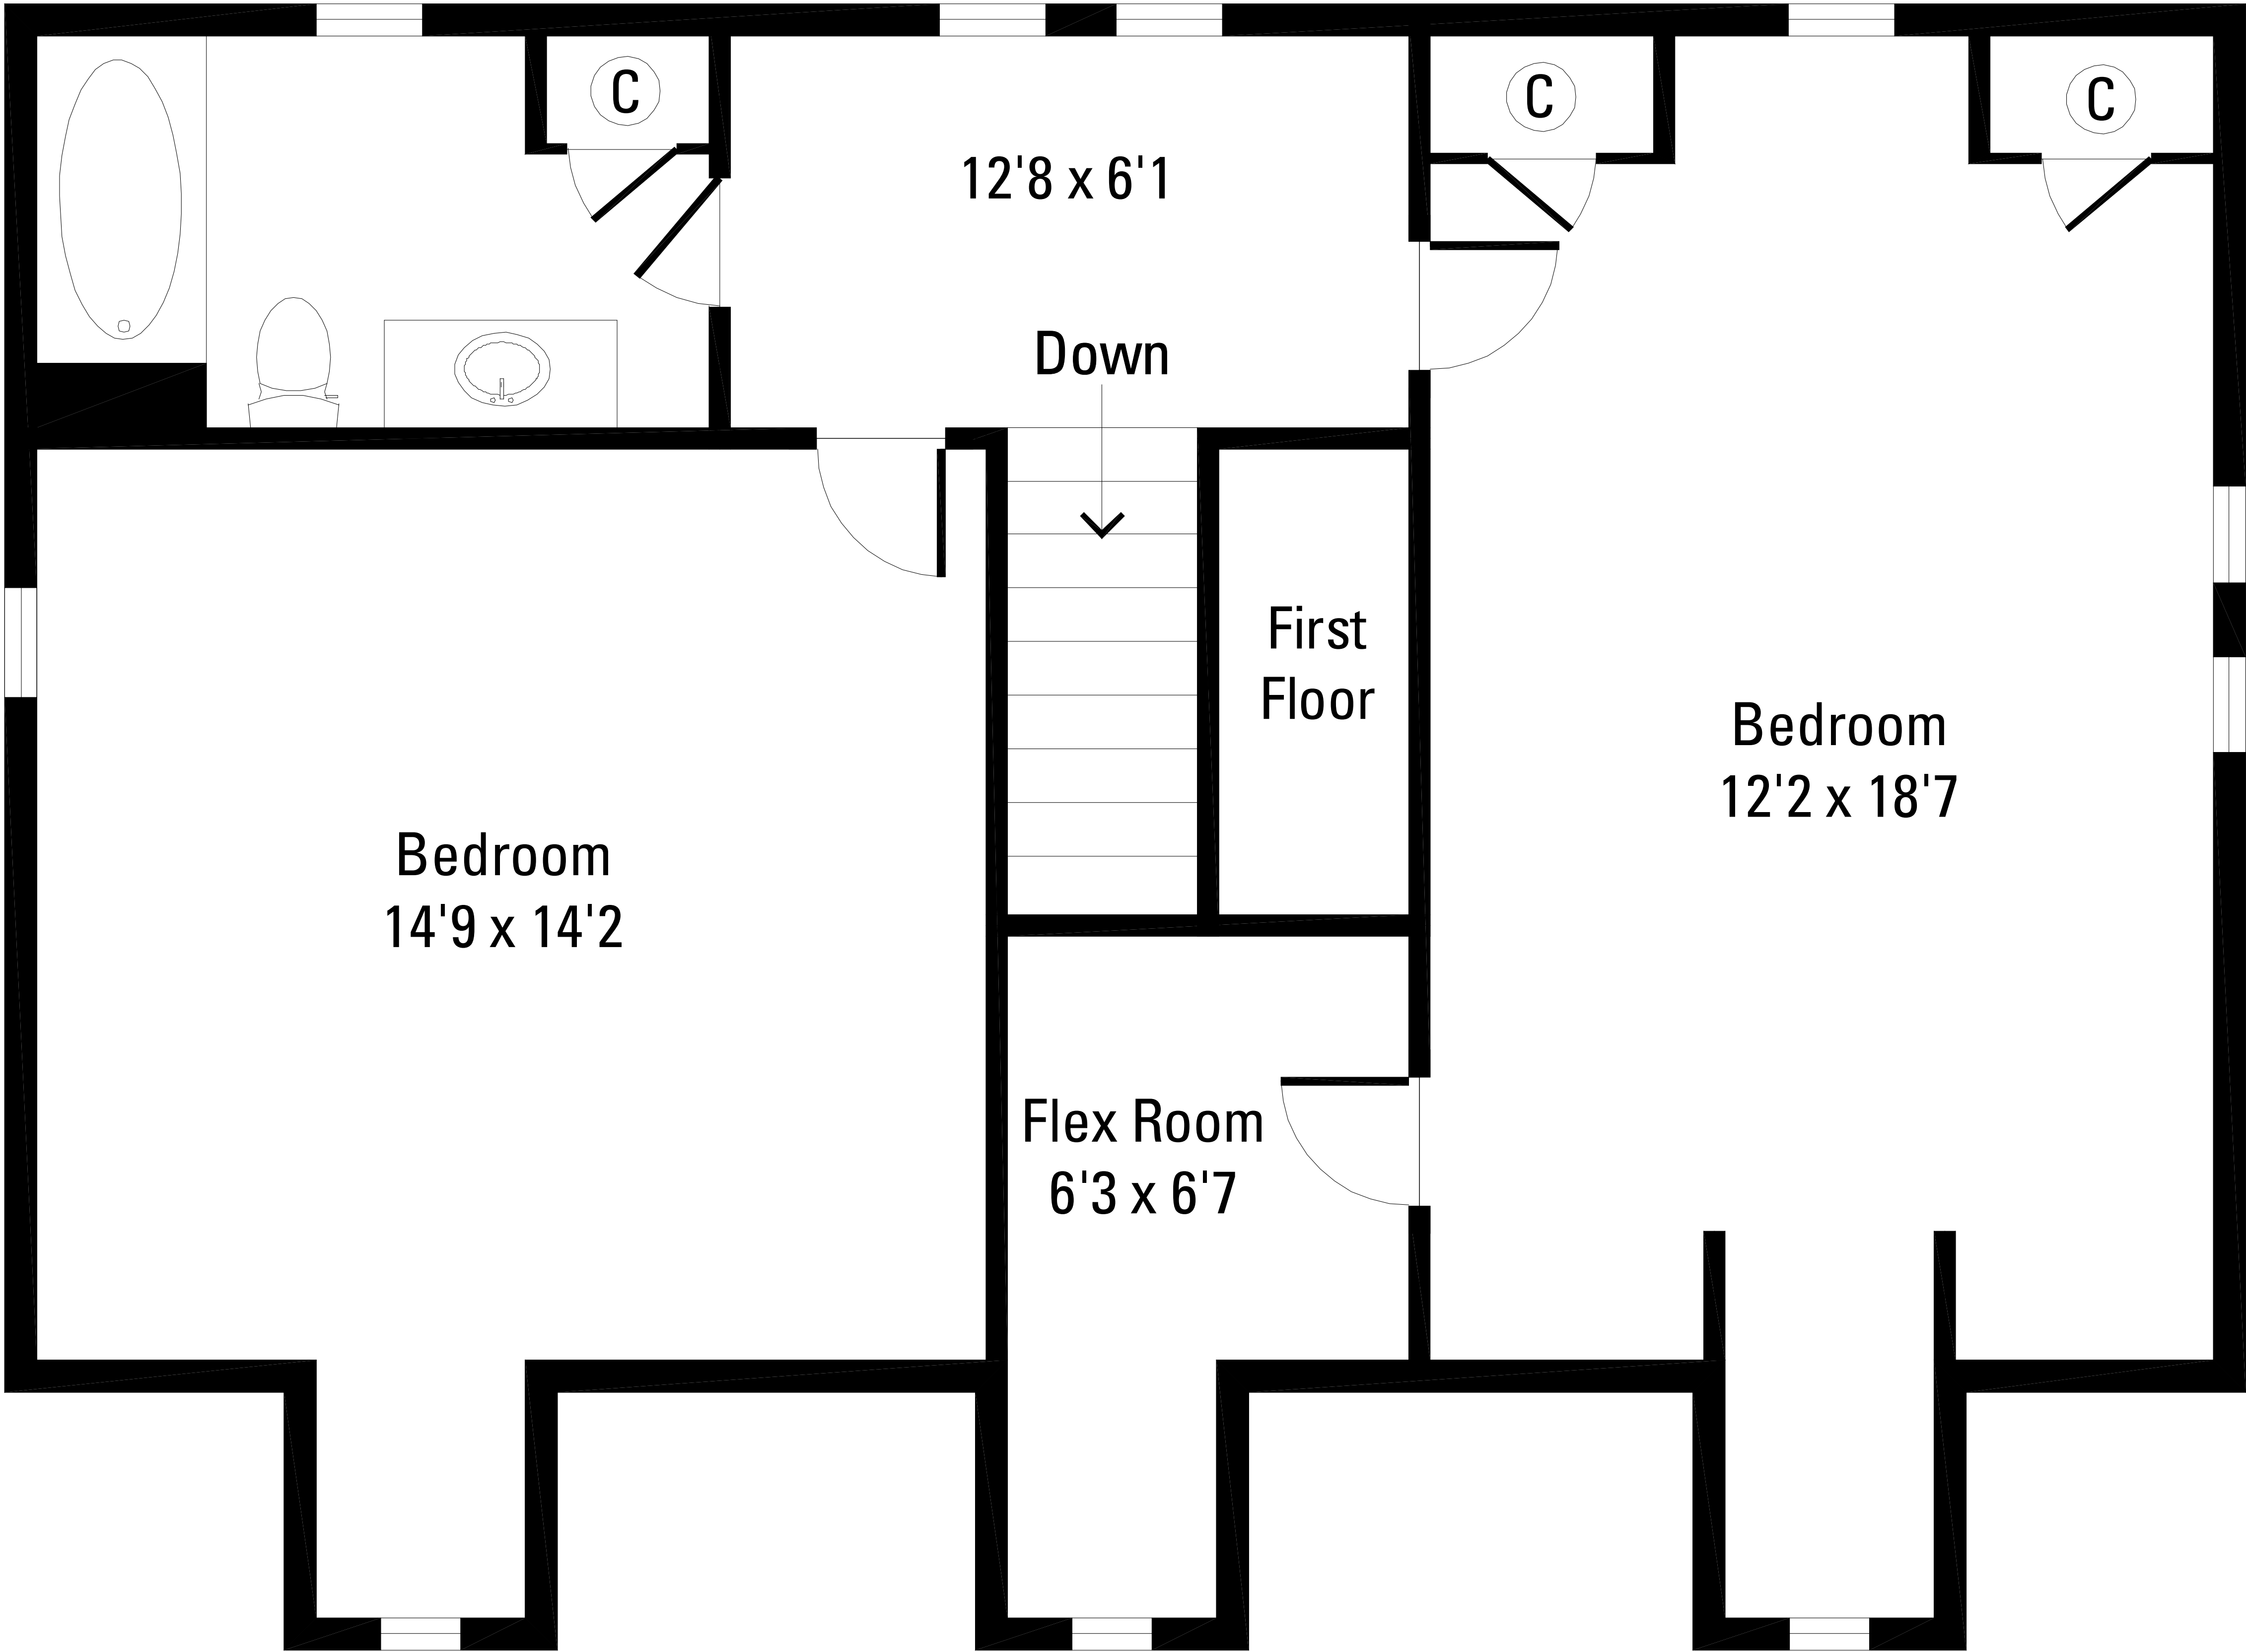 C
C
C
12'8 x 6'1
Down
First
Floor
Bedroom
12'2 x 18'7
Bedroom
14'9 x 14'2
Flex Room
6'3 x 6'7